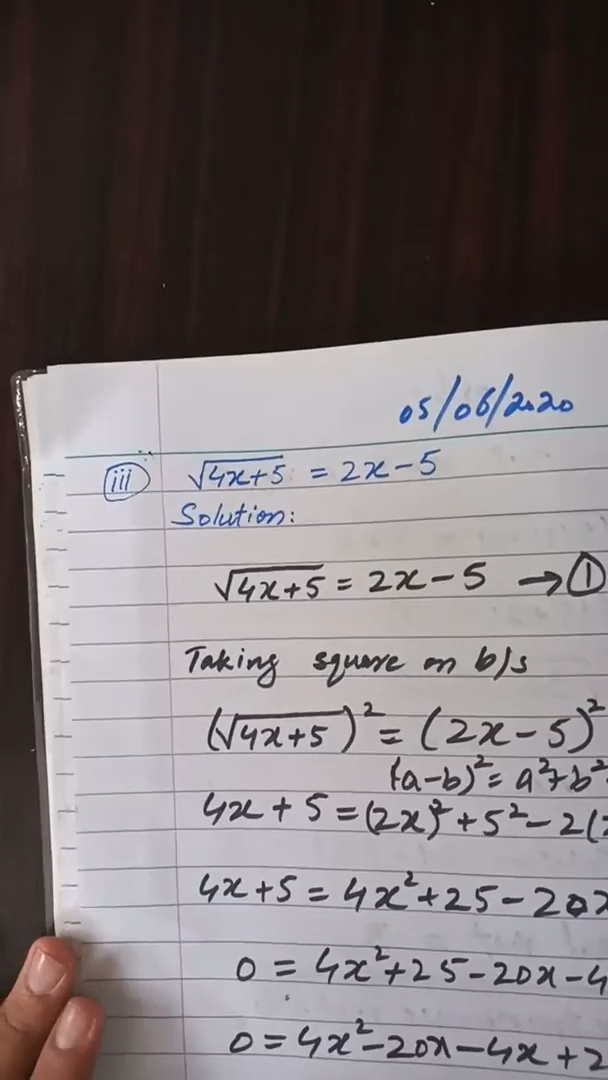 05/06/2020
iii √4x+5 = 2x-5
Solution:
√4x+5 = 2x-5 → 1
Taking square on b/s
(√4x+5)² = (2x-5)²
(a-b)² = a²+b²
4x+5 = (2x)²+5²-2(
4x+5 = 4x²+25-20x
0 = 4x²+25-20x-4
0 = 4x²-20x-4x+2